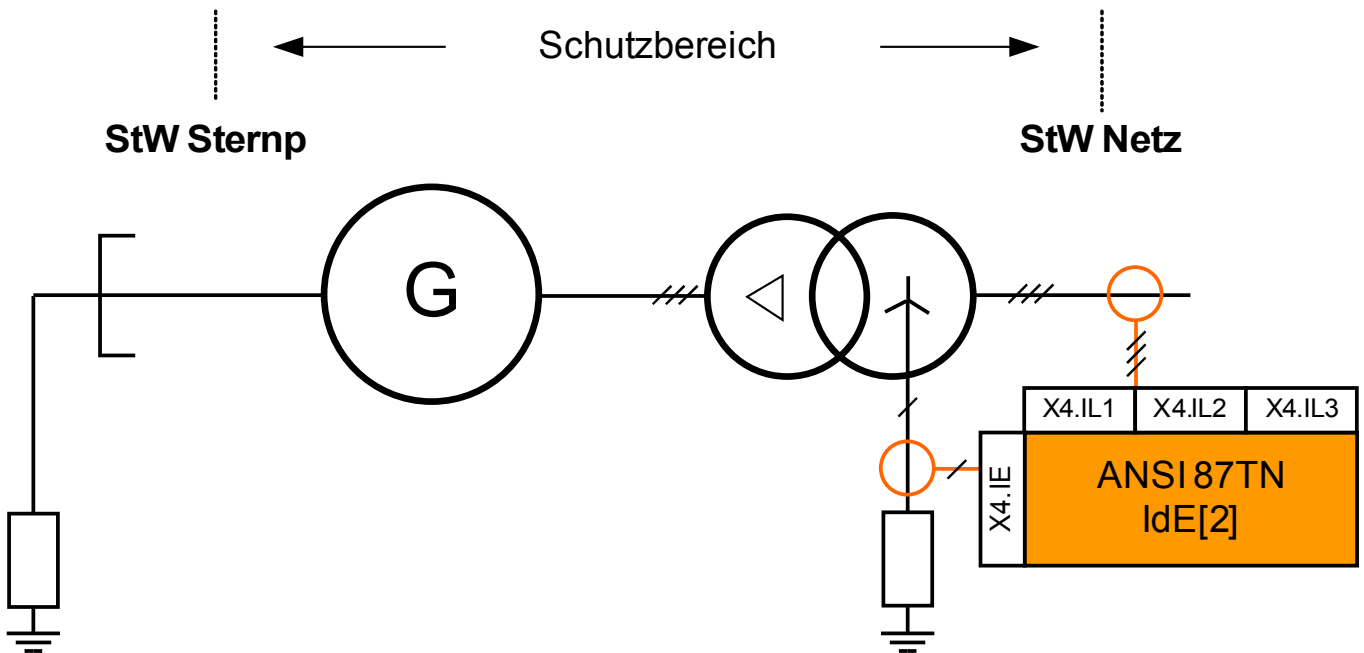 Schutzbereich
StW Sternp
StW Netz
G
X4.IL1 X4.IL2 X4.IL3
X4.IE
ANSI 87TN
IdE[2]